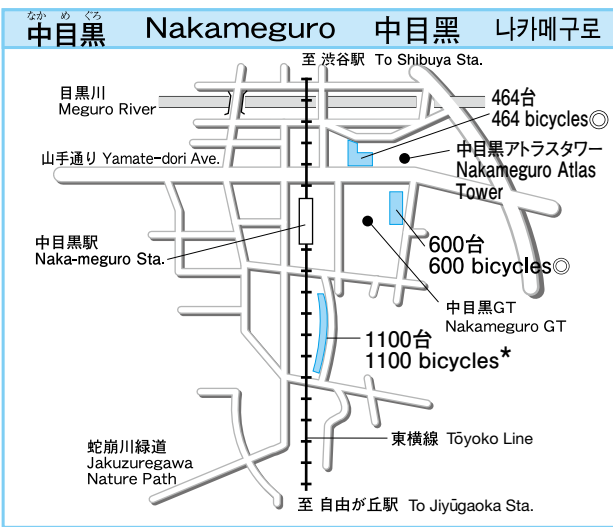 なか め ぐろ
中目黒 Nakameguro 中目黑 나카메구로
至 渋谷駅 To Shibuya Sta.
目黒川
Meguro River
464台
464 bicycles◎
山手通り Yamate-dori Ave.
中目黒アトラスタワー
Nakameguro Atlas
Tower
中目黒駅
Naka-meguro Sta.
600台
600 bicycles◎
中目黒GT
Nakameguro GT
1100台
1100 bicycles*
東横線 Tōyoko Line
蛇崩川緑道
Jakuzuregawa
Nature Path
至 自由が丘駅 To Jiyūgaoka Sta.